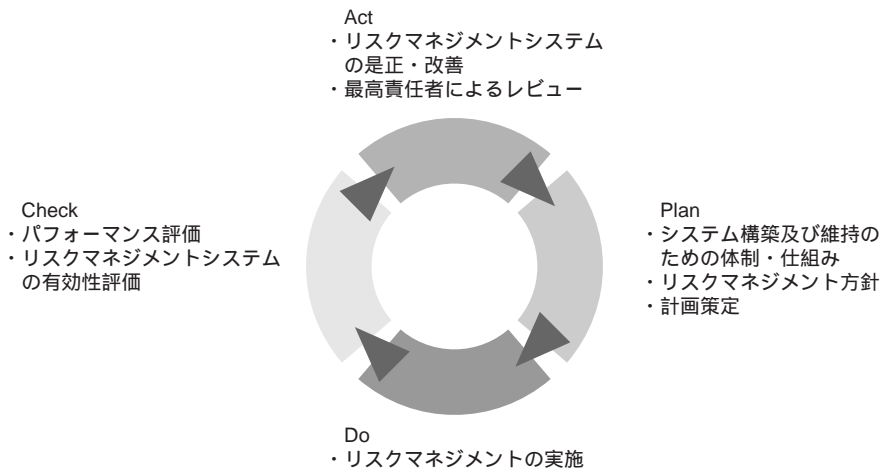 Act
・リスクマネジメントシステム
の是正・改善
・最高責任者によるレビュー
Check
・パフォーマンス評価
・リスクマネジメントシステム
の有効性評価
Plan
・システム構築及び維持の
ための体制・仕組み
・リスクマネジメント方針
・計画策定
Do
・リスクマネジメントの実施